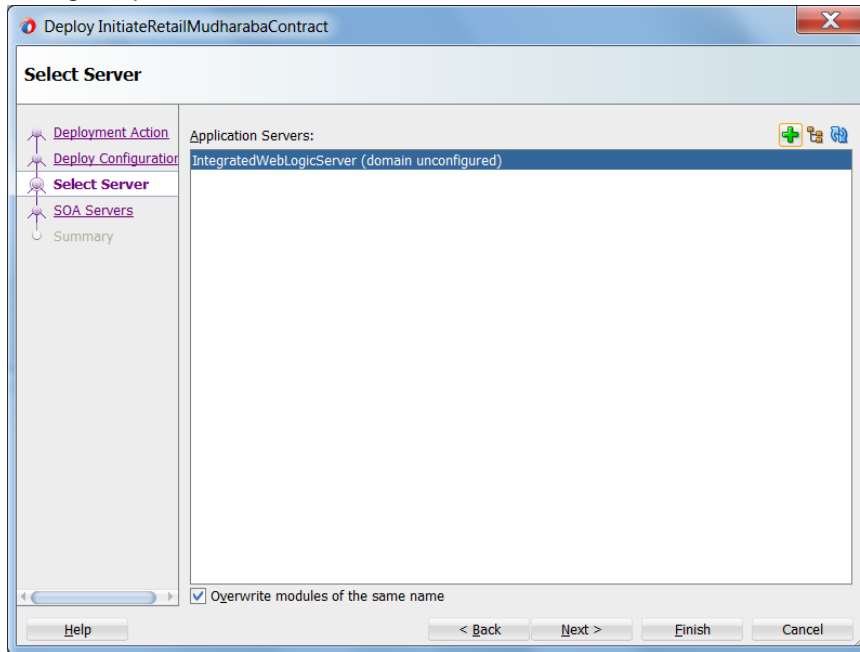 Deploy InitiateRetailMudharabaContract
Select Server
Deployment Action
Deploy Configuration
Select Server
SOA Servers
Summary
Application Servers:
IntegratedWebLogicServer (domain unconfigured)
Overwrite modules of the same name
Help
< Back
Next >
Finish
Cancel